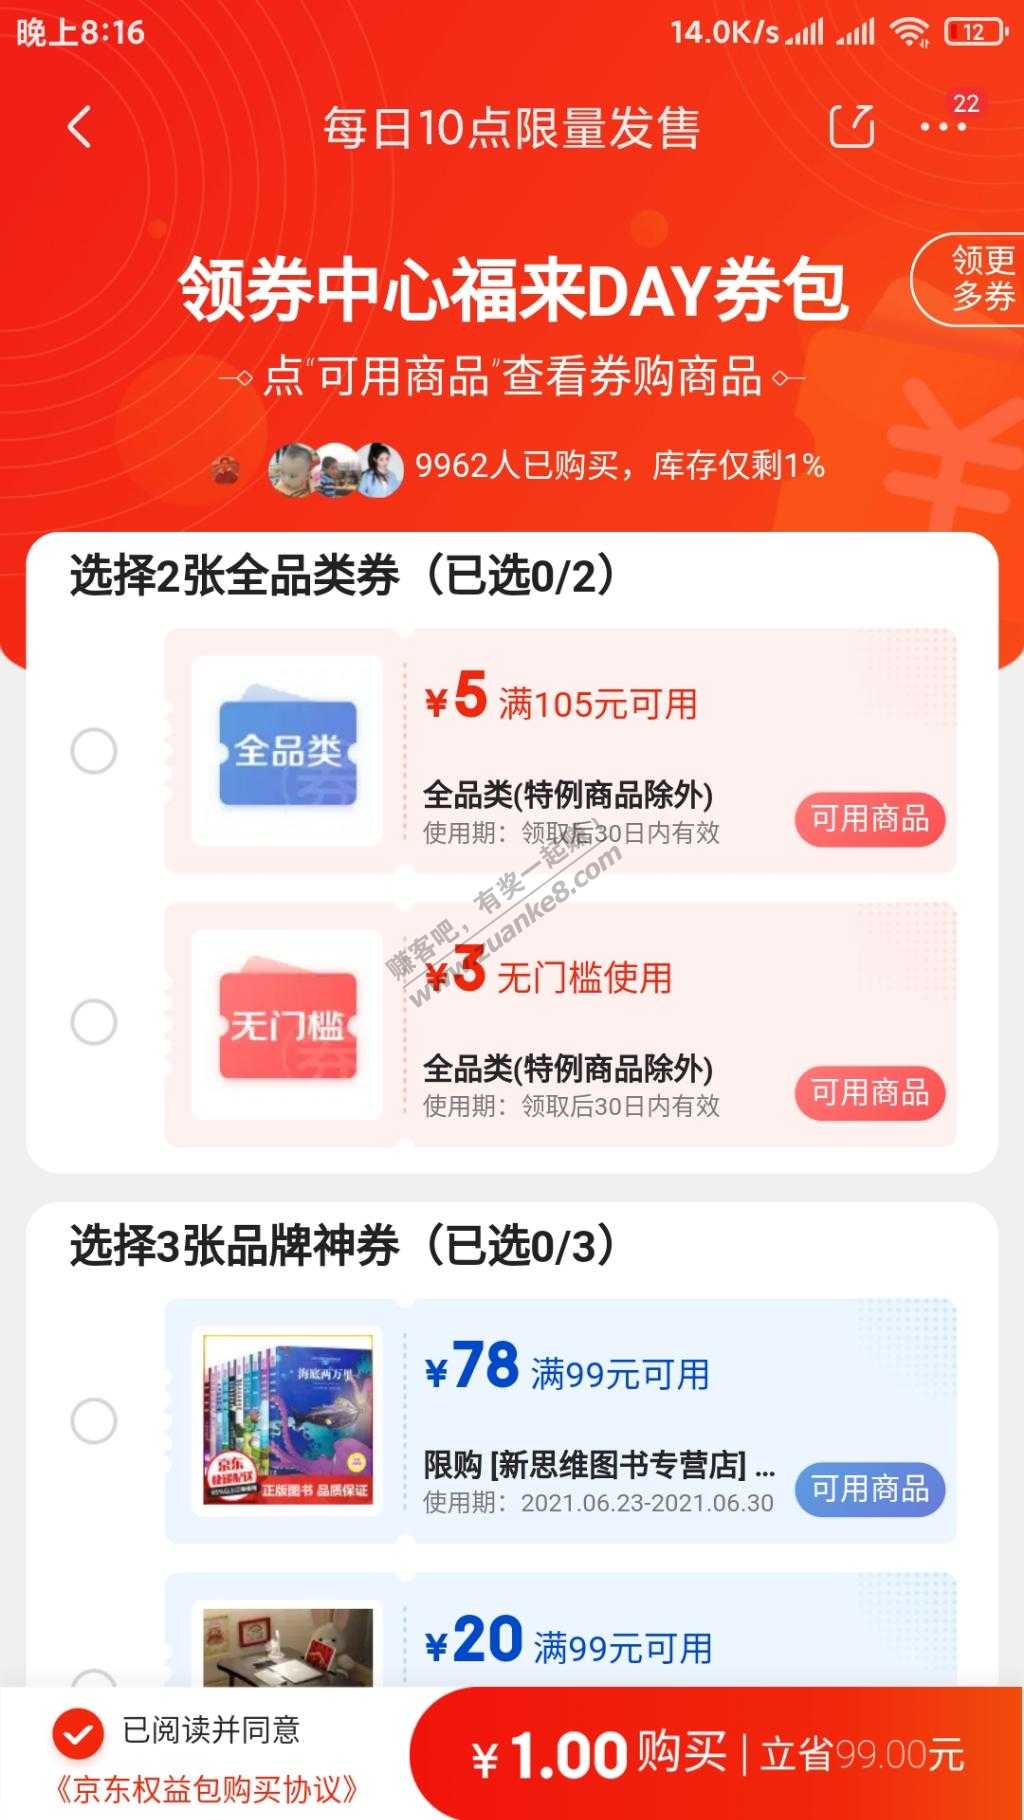 晚上8:16
14.0K/s
12
每日10点限量发售
22
领券中心福来DAY券包
领更
多券
点“可用商品”查看券购商品
9962人已购买，库存仅剩1%
选择2张全品类券（已选0/2）
全品类
券
¥5 满105元可用
全品类(特例商品除外)
使用期：领取后30日内有效
可用商品
赚客吧，有奖一起赚！
www.zuanke8.com
无门槛
券
¥3 无门槛使用
全品类(特例商品除外)
使用期：领取后30日内有效
可用商品
选择3张品牌神券（已选0/3）
海底两万里
京东
快递配送
正版图书 品质保证
¥78 满99元可用
限购 [新思维图书专营店] ...
使用期：2021.06.23-2021.06.30
可用商品
¥20 满99元可用
已阅读并同意
《京东权益包购买协议》
¥1.00购买|立省99.00元